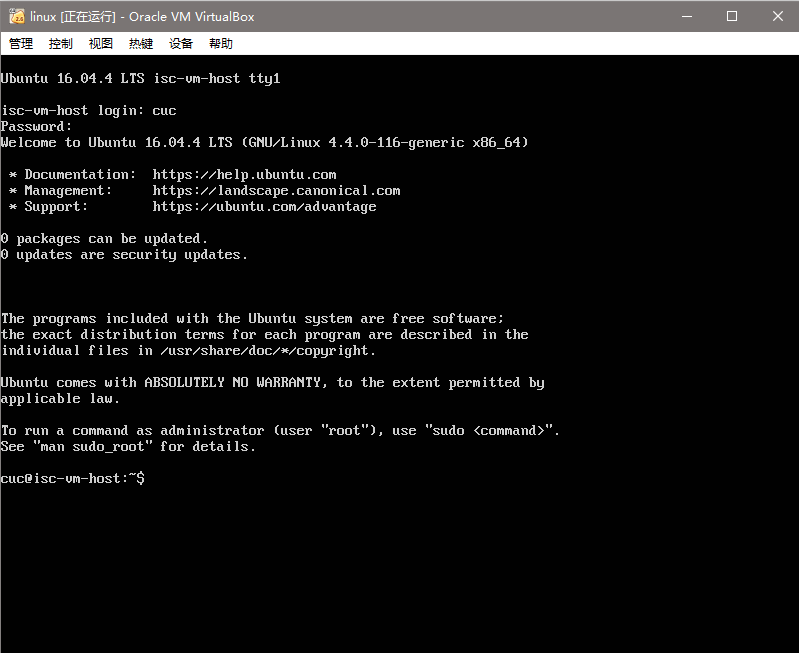 linux [正在运行] - Oracle VM VirtualBox
管理 控制 视图 热键 设备 帮助
Ubuntu 16.04.4 LTS isc-vm-host tty1
isc-vm-host login: cuc
Password:
Welcome to Ubuntu 16.04.4 LTS (GNU/Linux 4.4.0-116-generic x86_64)
* Documentation:  https://help.ubuntu.com
* Management:     https://landscape.canonical.com
* Support:        https://ubuntu.com/advantage
0 packages can be updated.
0 updates are security updates.
The programs included with the Ubuntu system are free software;
the exact distribution terms for each program are described in the
individual files in /usr/share/doc/*/copyright.
Ubuntu comes with ABSOLUTELY NO WARRANTY, to the extent permitted by
applicable law.
To run a command as administrator (user "root"), use "sudo <command>".
See "man sudo_root" for details.
cuc@isc-vm-host:~$